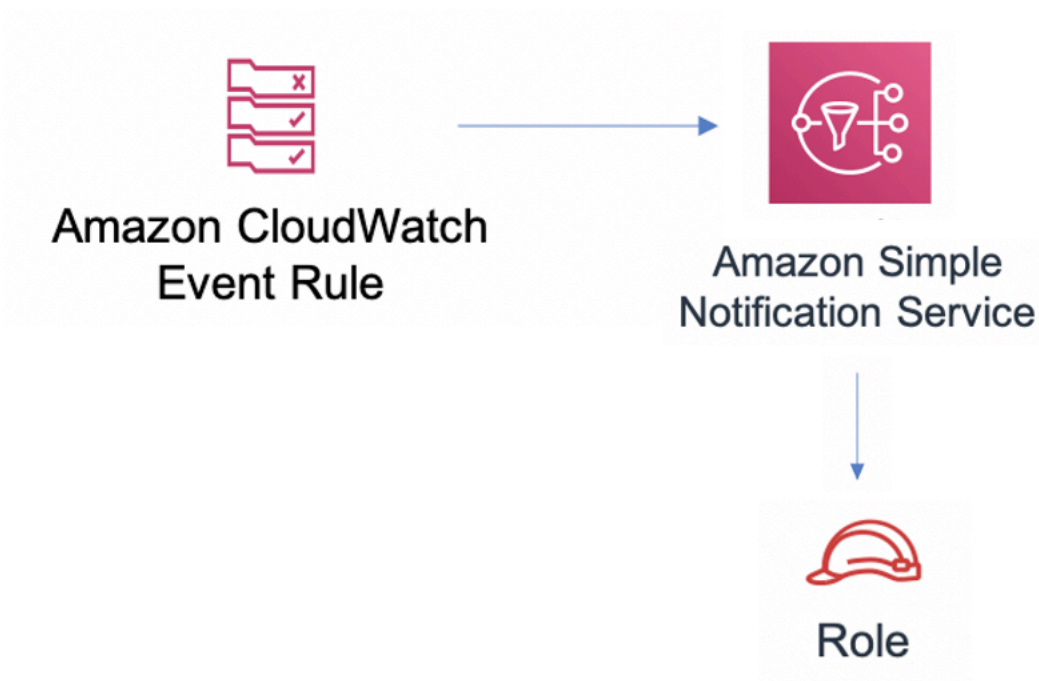 Amazon CloudWatch
Event Rule
Amazon Simple
Notification Service
Role